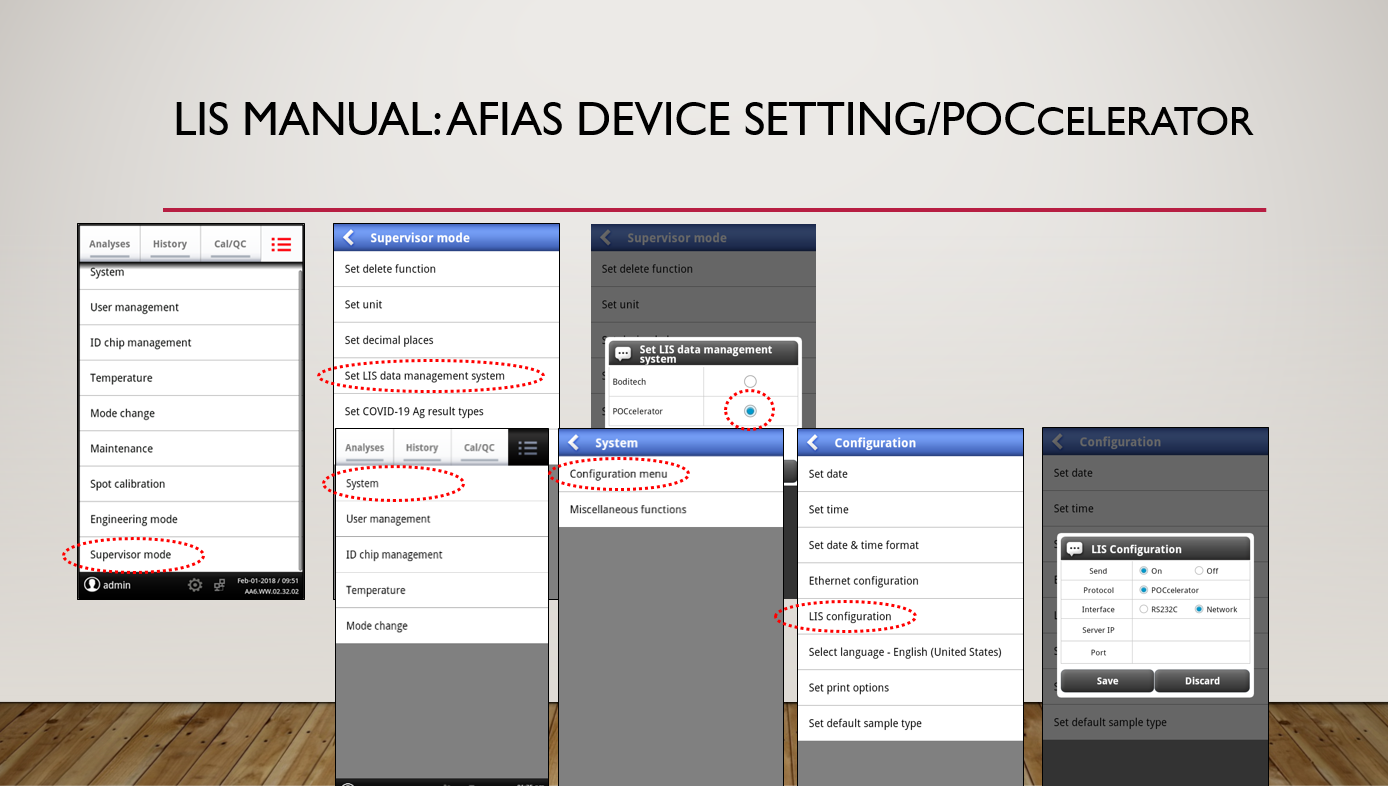 LIS MANUAL: AFIAS DEVICE SETTING/POCCELERATOR
Analyses History Cal/QC
System
User management
ID chip management
Temperature
Mode change
Maintenance
Spot calibration
Engineering mode
Supervisor mode
admin
Feb-01-2018 / 09:51
AA6.WW.02.32.02
Supervisor mode
Set delete function
Set unit
Set decimal places
Set LIS data management system
Set COVID-19 Ag result types
Supervisor mode
Set delete function
Set unit
Set LIS data management
system
Boditech
POCcelerator
Analyses History Cal/QC
System
User management
ID chip management
Temperature
Mode change
System
Configuration menu
Miscellaneous functions
Configuration
Set date
Set time
Set date & time format
Ethernet configuration
LIS configuration
Select language - English (United States)
Set print options
Set default sample type
Configuration
Set date
Set time
LIS Configuration
Send On Off
Protocol POCcelerator
Interface RS232C Network
Server IP
Port
Save Discard
Set default sample type